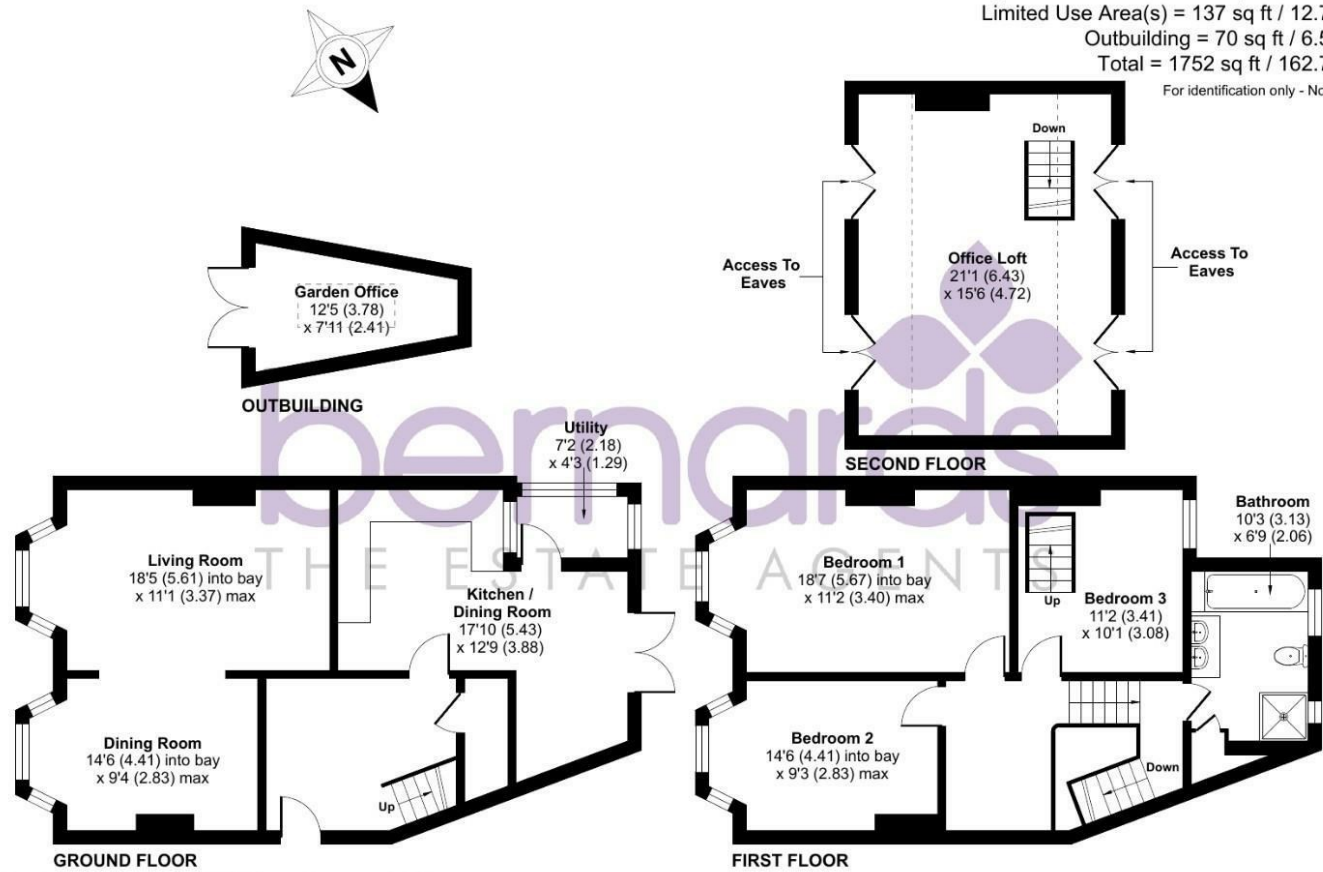 Limited Use Area(s) = 137 sq ft / 12.7
Outbuilding = 70 sq ft / 6.5
Total = 1752 sq ft / 162.7
For identification only - No
N
Down
Access To
Eaves
Office Loft
21'1 (6.43)
x 15'6 (4.72)
Access To
Eaves
SECOND FLOOR
Garden Office
12'5 (3.78)
x 7'11 (2.41)
OUTBUILDING
bernards
THE ESTATE AGENTS
Utility
7'2 (2.18)
x 4'3 (1.29)
Living Room
18'5 (5.61) into bay
x 11'1 (3.37) max
Kitchen /
Dining Room
17'10 (5.43)
x 12'9 (3.88)
Dining Room
14'6 (4.41) into bay
x 9'4 (2.83) max
Up
GROUND FLOOR
Bedroom 1
18'7 (5.67) into bay
x 11'2 (3.40) max
Up
Bedroom 3
11'2 (3.41)
x 10'1 (3.08)
Bathroom
10'3 (3.13)
x 6'9 (2.06)
Bedroom 2
14'6 (4.41) into bay
x 9'3 (2.83) max
Down
FIRST FLOOR